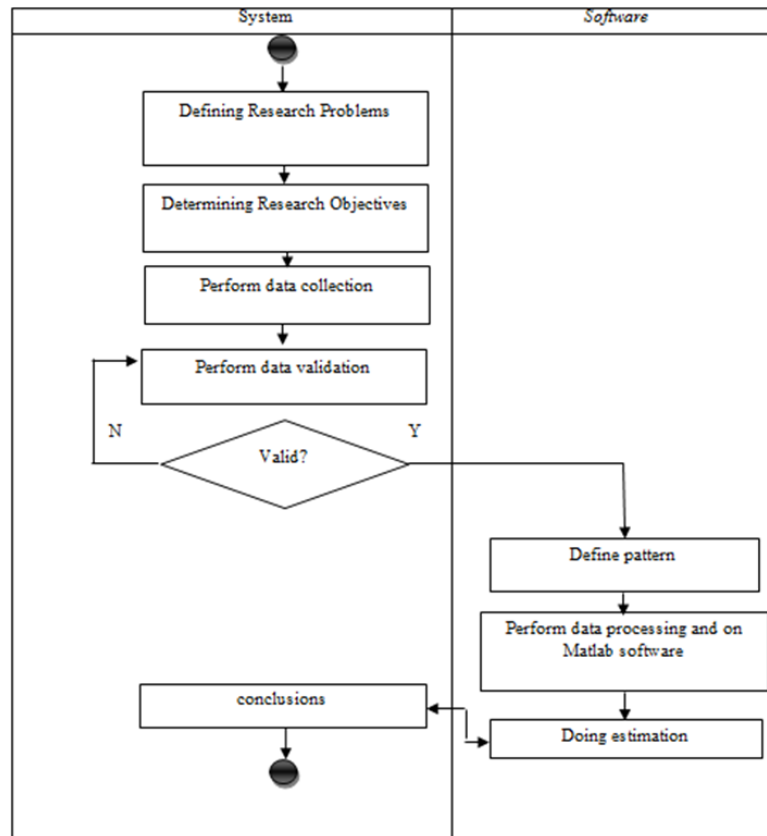 System
Software
Defining Research Problems
Determining Research Objectives
Perform data collection
Perform data validation
N
Y
Valid?
Define pattern
Perform data processing and on
Matlab software
Doing estimation
conclusions